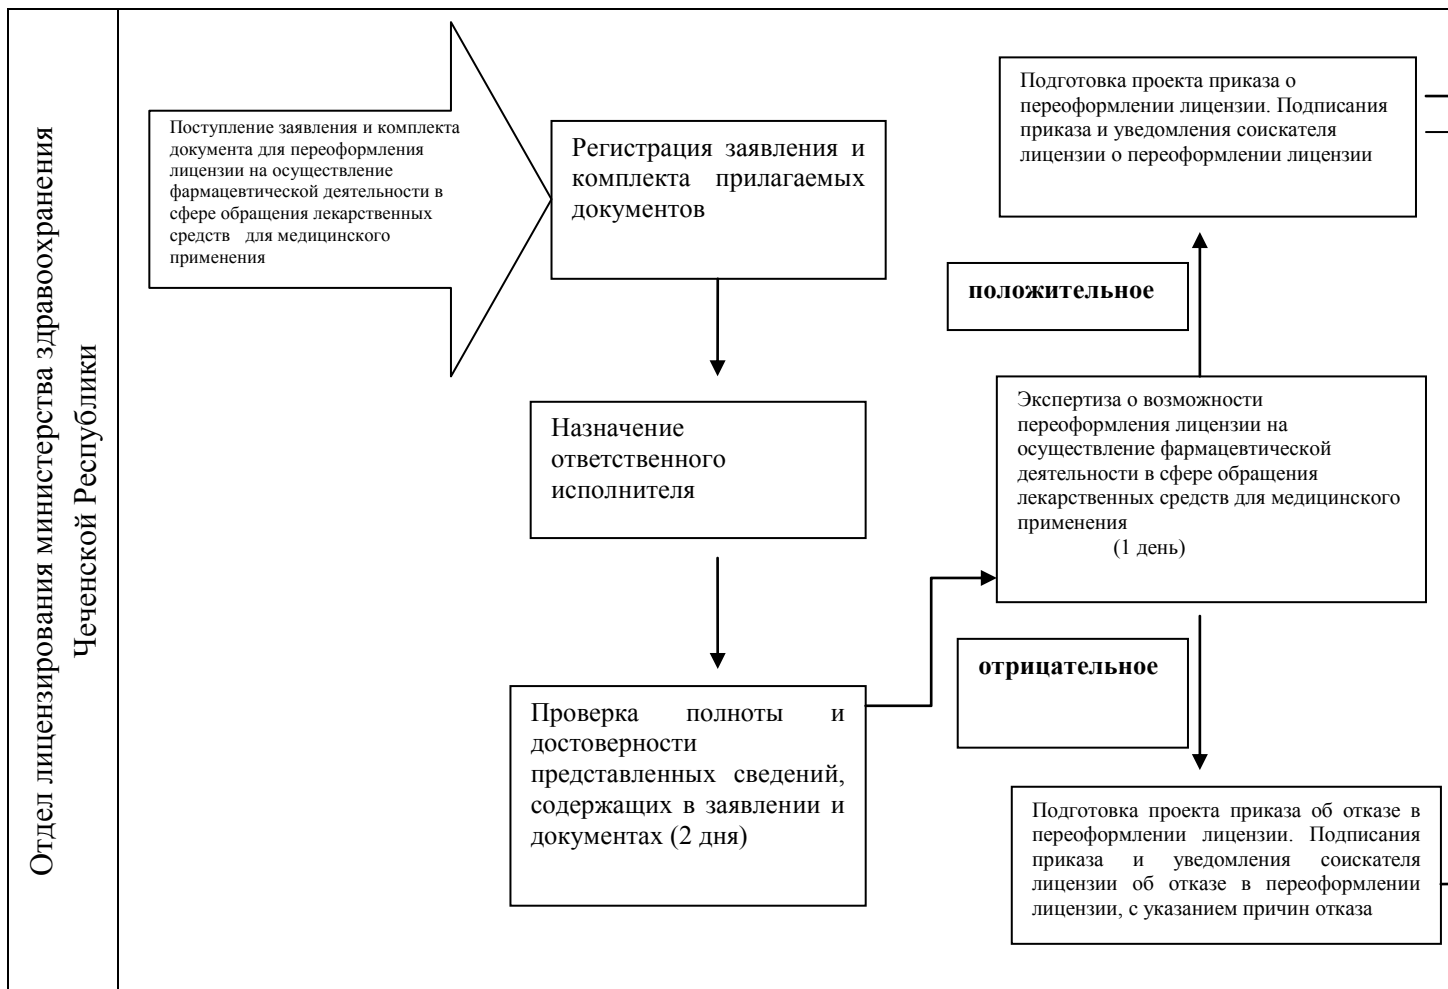 Отдел лицензирования министерства здравоохранения
Чеченской Республики
Поступление заявления и комплекта
документа для переоформления
лицензии на осуществление
фармацевтической деятельности в
сфере обращения лекарственных
средств для медицинского
применения
Регистрация заявления и
комплекта прилагаемых
документов
Назначение
ответственного
исполнителя
Проверка полноты и
достоверности
представленных сведений,
содержащих в заявлении и
документах (2 дня)
Подготовка проекта приказа о
переоформлении лицензии. Подписания
приказа и уведомления соискателя
лицензии о переоформлении лицензии
положительное
Экспертиза о возможности
переоформления лицензии на
осуществление фармацевтической
деятельности в сфере обращения
лекарственных средств для медицинского
применения
(1 день)
отрицательное
Подготовка проекта приказа об отказе в
переоформлении лицензии. Подписания
приказа и уведомления соискателя
лицензии об отказе в переоформлении
лицензии, с указанием причин отказа